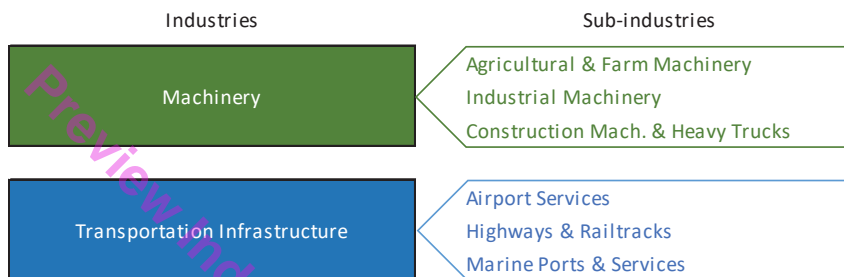 Industries
Sub-industries
Machinery
Agricultural & Farm Machinery
Industrial Machinery
Construction Mach. & Heavy Trucks
Transportation Infrastructure
Airport Services
Highways & Railtracks
Marine Ports & Services
Preview